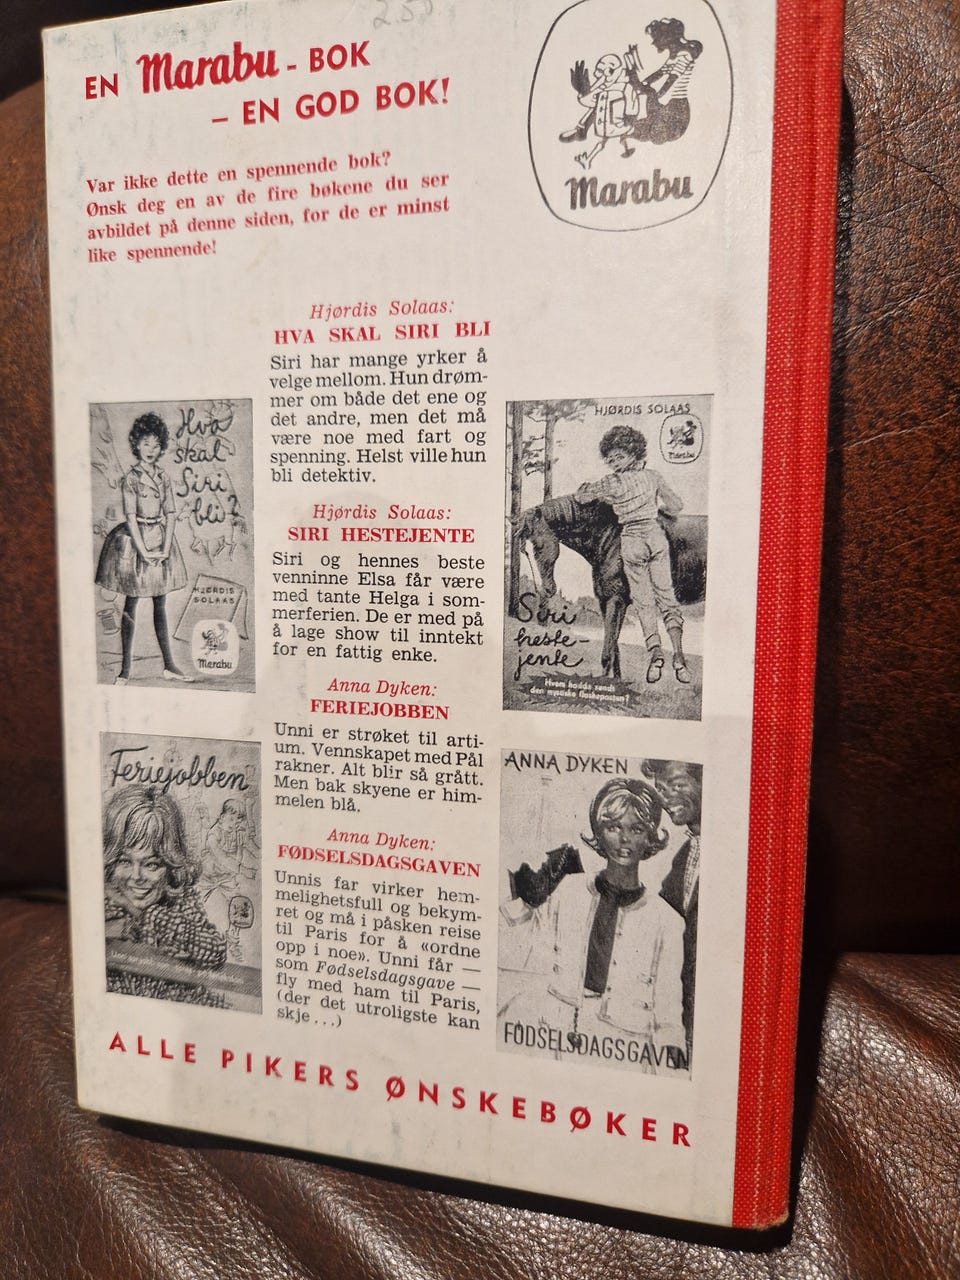 250
EN Marabu - BOK
– EN GOD BOK!
Var ikke dette en spennende bok?
Ønsk deg en av de fire bøkene du ser
avbildet på denne siden, for de er minst
like spennende!
Marabu
Hjørdis Solaas:
HVA SKAL SIRI BLI
Siri har mange yrker å
velge mellom. Hun drøm-
mer om både det ene og
det andre, men det må
være noe med fart og
spenning. Helst ville hun
bli detektiv.
Hjørdis Solaas:
SIRI HESTEJENTE
Siri og hennes beste
venninne Elsa får være
med tante Helga i som-
merferien. De er med på
å lage show til inntekt
for en fattig enke.
Anna Dyken:
FERIEJOBBEN
Unni er strøket til arti-
um. Vennskapet med Pål
rakner. Alt blir så grått.
Men bak skyene er him-
melen blå.
Anna Dyken:
FØDSELSDAGSGAVEN
Unnis far virker hem-
melighetsfull og bekym-
ret og må i påsken reise
til Paris for å «ordne
opp i noe». Unni får —
som Fødselsdagsgave —
fly med ham til Paris,
(der det utroligste kan
skje...)
Hva
skal
Siri
bli?
HJØRDIS
SOLAAS
Marabu
HJØRDIS SOLAAS
Siri
heste-
jente
Hvem hadde sendt
den mystiske flaskeposten?
Feriejobben
ANNA DYKEN
FØDSELSDAGSGAVEN
ALLE PIKERS ØNSKEBØKER